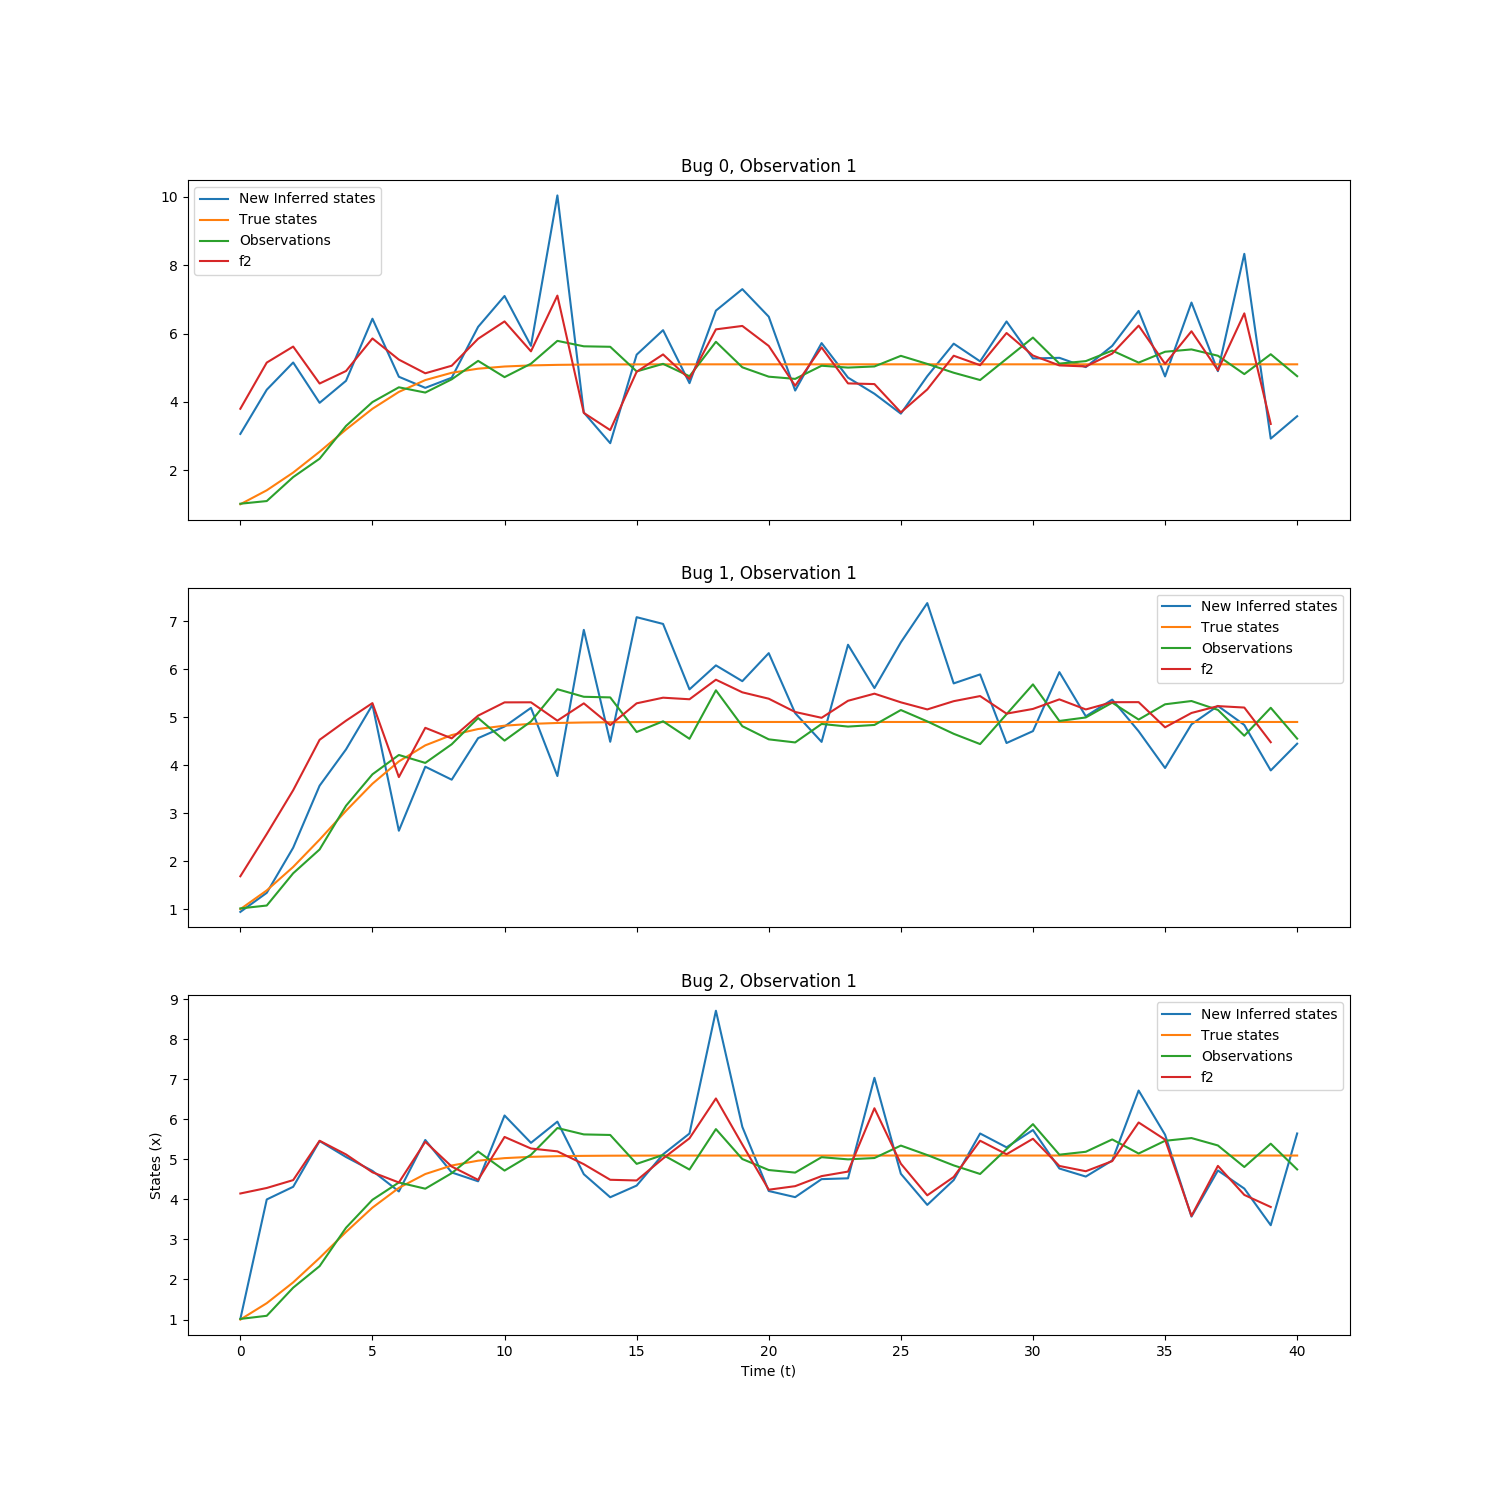 Bug 0, Observation 1
New Inferred states
True states
Observations
f2
10
8
6
4
2
Bug 1, Observation 1
New Inferred states
True states
Observations
f2
7
6
5
4
3
2
1
Bug 2, Observation 1
New Inferred states
True states
Observations
f2
9
8
7
6
5
4
3
2
1
States (x)
0 5 10 15 20 25 30 35 40
Time (t)